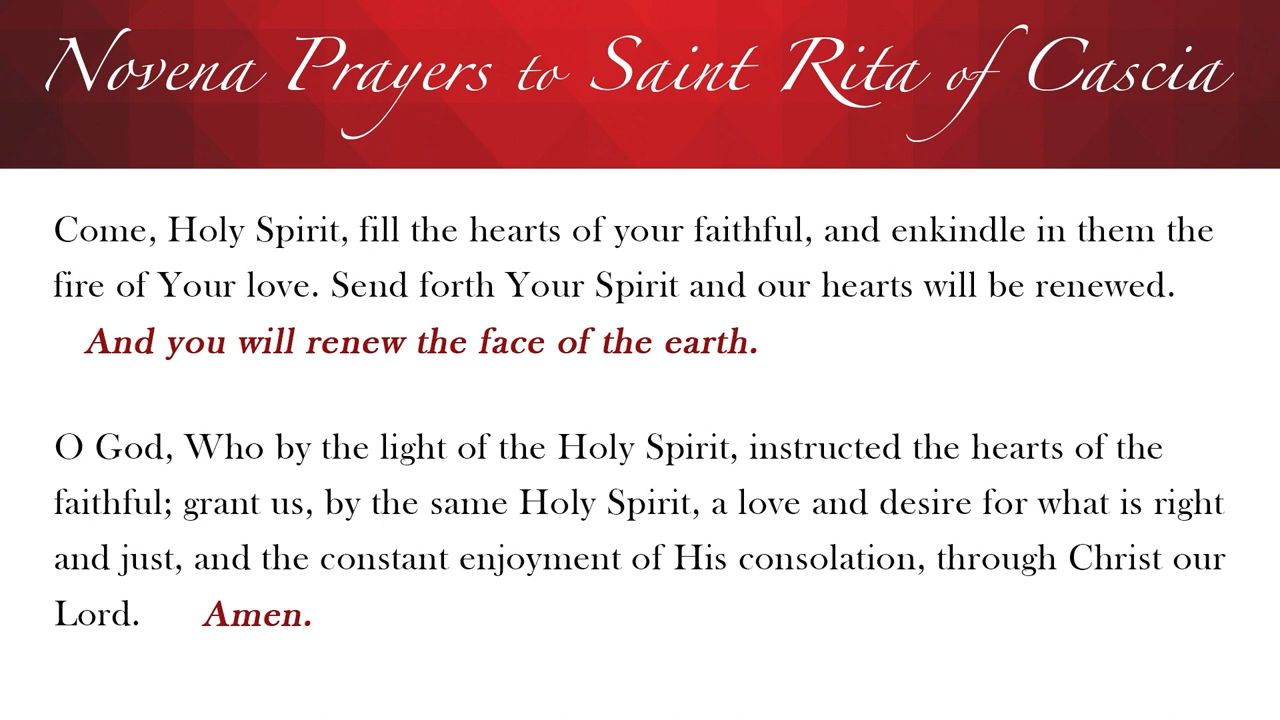 Novena Prayers to Saint Rita of Cascia
Come, Holy Spirit, fill the hearts of your faithful, and enkindle in them the
fire of Your love. Send forth Your Spirit and our hearts will be renewed.
And you will renew the face of the earth.
O God, Who by the light of the Holy Spirit, instructed the hearts of the
faithful; grant us, by the same Holy Spirit, a love and desire for what is right
and just, and the constant enjoyment of His consolation, through Christ our
Lord. Amen.